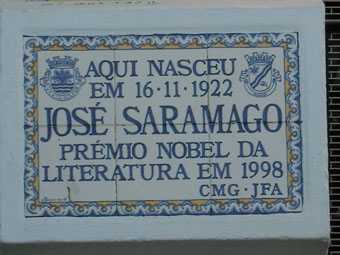 AQUI NASCEU
EM 16·11·1922
JOSÉ SARAMAGO
PRÉMIO NOBEL DA
LITERATURA EM 1998
CMG·JFA